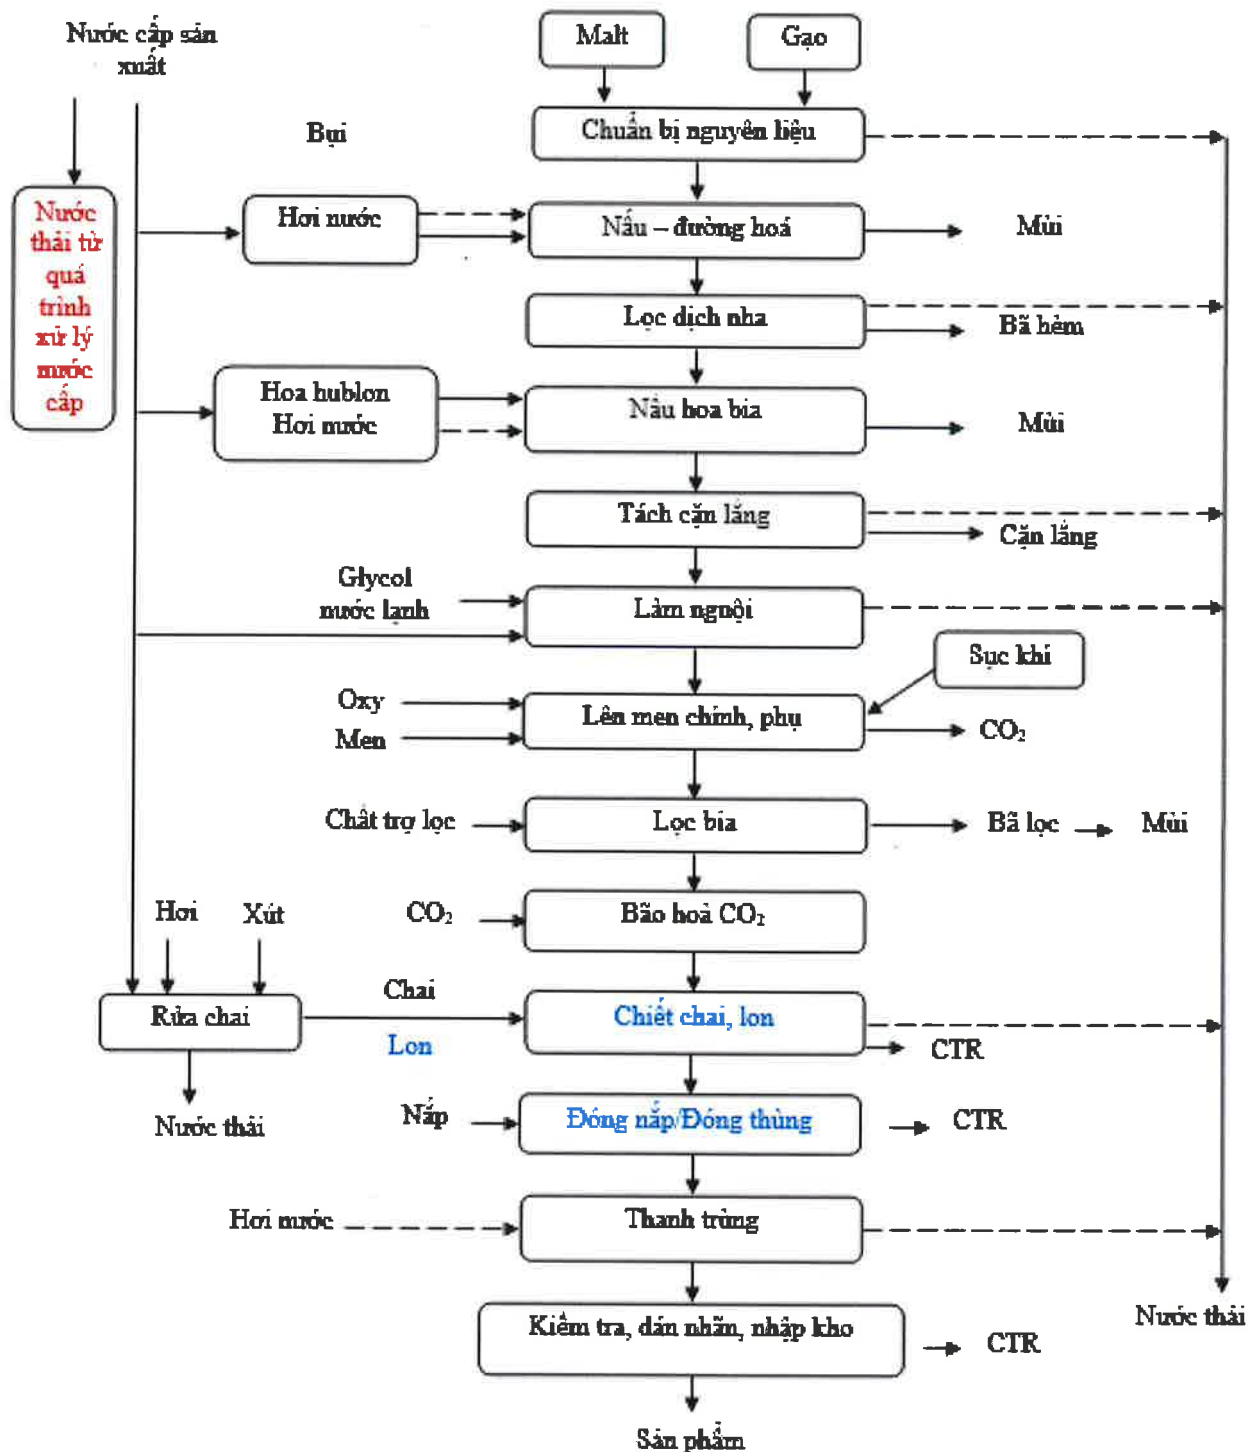 Nước cấp sản
xuất
Malt
Gạo
Bụi
Chuẩn bị nguyên liệu
Nước
thải từ
quá
trình
xử lý
nước
cấp
Hơi nước
Nấu – đường hoá
Mùi
Lọc dịch nha
Bã hèm
Hoa hublon
Hơi nước
Nấu hoa bia
Mùi
Tách cặn lắng
Cặn lắng
Glycol
nước lạnh
Làm nguội
Sục khí
Oxy
Men
Lên men chính, phụ
CO₂
Chất trợ lọc
Lọc bia
Bã lọc
Mùi
Hơi
Xút
CO₂
Bão hoà CO₂
Rửa chai
Chai
Lon
Chiết chai, lon
CTR
Nước thải
Nắp
Đóng nắp/Đóng thùng
CTR
Hơi nước
Thanh trùng
Kiểm tra, dán nhãn, nhập kho
CTR
Nước thải
Sản phẩm